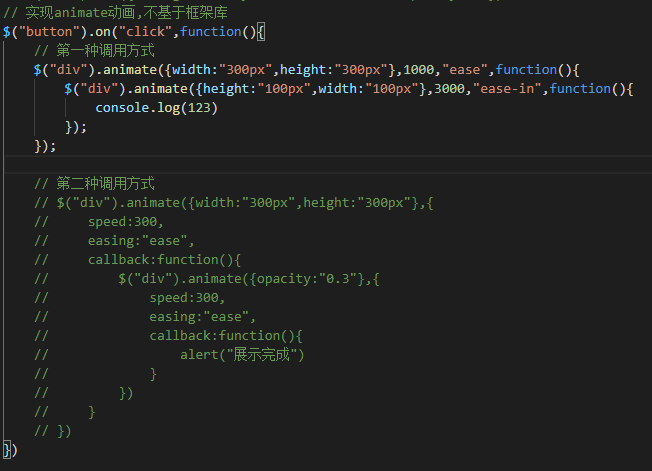 // 实现animate动画,不基于框架库
$("button").on("click",function(){
    // 第一种调用方式
    $("div").animate({width:"300px",height:"300px"},1000,"ease",function(){
        $("div").animate({height:"100px",width:"100px"},3000,"ease-in",function(){
            console.log(123)
        });
    });
    // 第二种调用方式
    // $("div").animate({width:"300px",height:"300px"},{
    //     speed:300,
    //     easing:"ease",
    //     callback:function(){
    //         $("div").animate({opacity:"0.3"},{
    //             speed:300,
    //             easing:"ease",
    //             callback:function(){
    //                 alert("展示完成")
    //             }
    //         })
    //     }
    // })
})